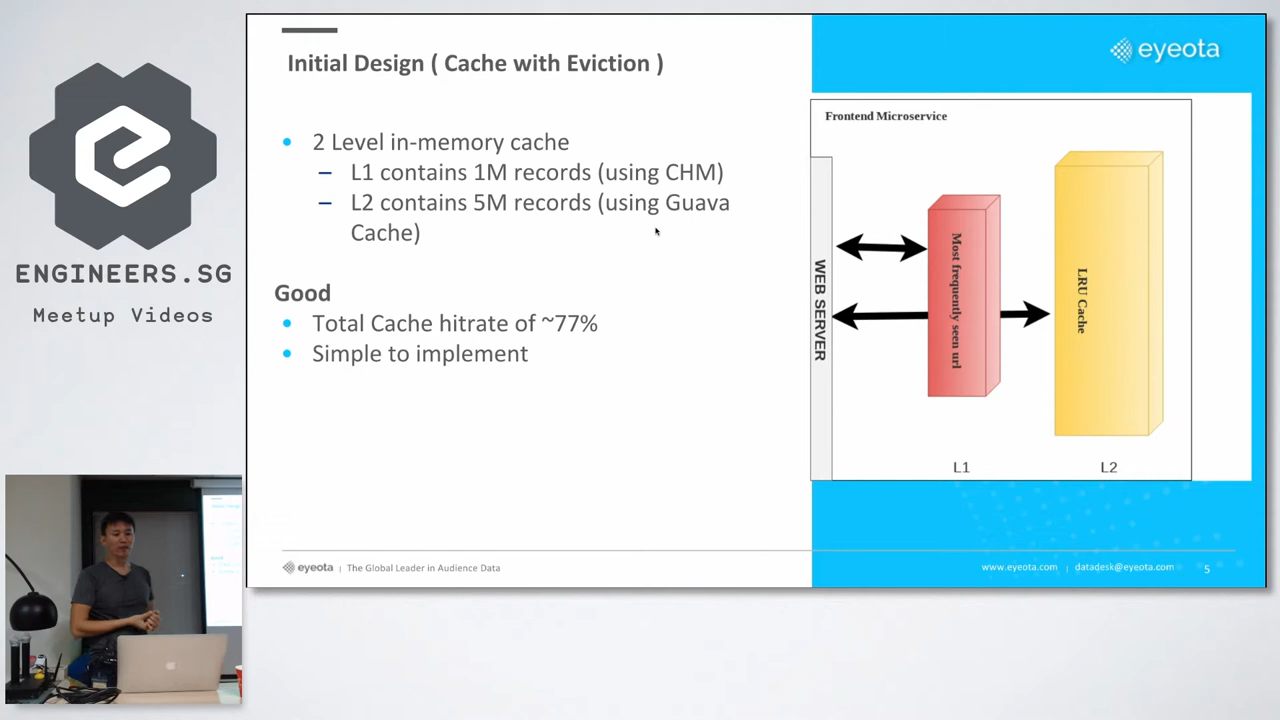 ENGINEERS.SG
Meetup Videos
Initial Design ( Cache with Eviction )
• 2 Level in-memory cache
– L1 contains 1M records (using CHM)
– L2 contains 5M records (using Guava
Cache)
Good
• Total Cache hitrate of ~77%
• Simple to implement
eyeota
Frontend Microservice
WEB SERVER
Most frequently seen url
LRU Cache
L1
L2
eyeota | The Global Leader in Audience Data
www.eyeota.com | datadesk@eyeota.com 5